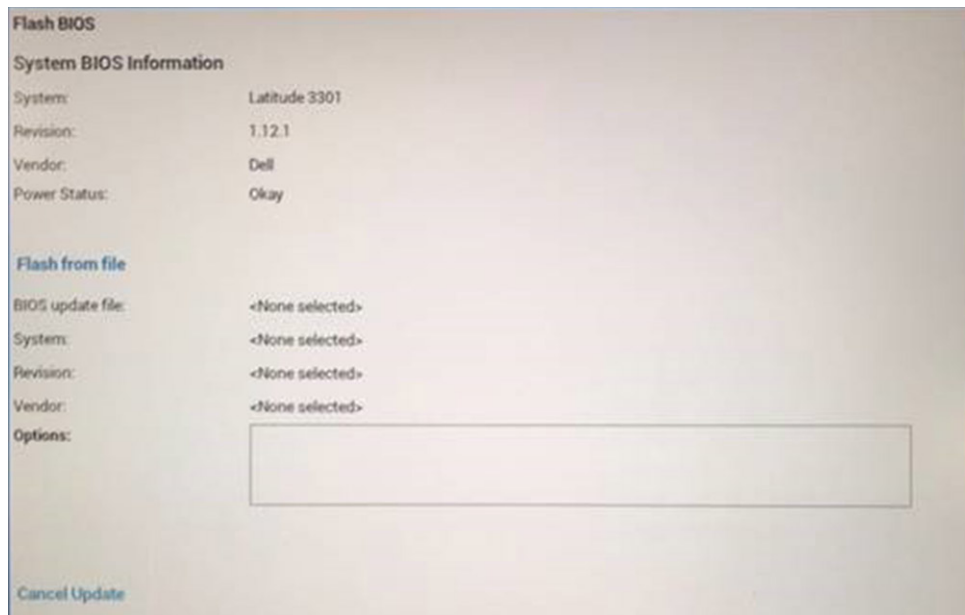 Flash BIOS
System BIOS Information
System: Latitude 3301
Revision: 1.12.1
Vendor: Dell
Power Status: Okay
Flash from file
BIOS update file: <None selected>
System: <None selected>
Revision: <None selected>
Vendor: <None selected>
Options:
Cancel Update